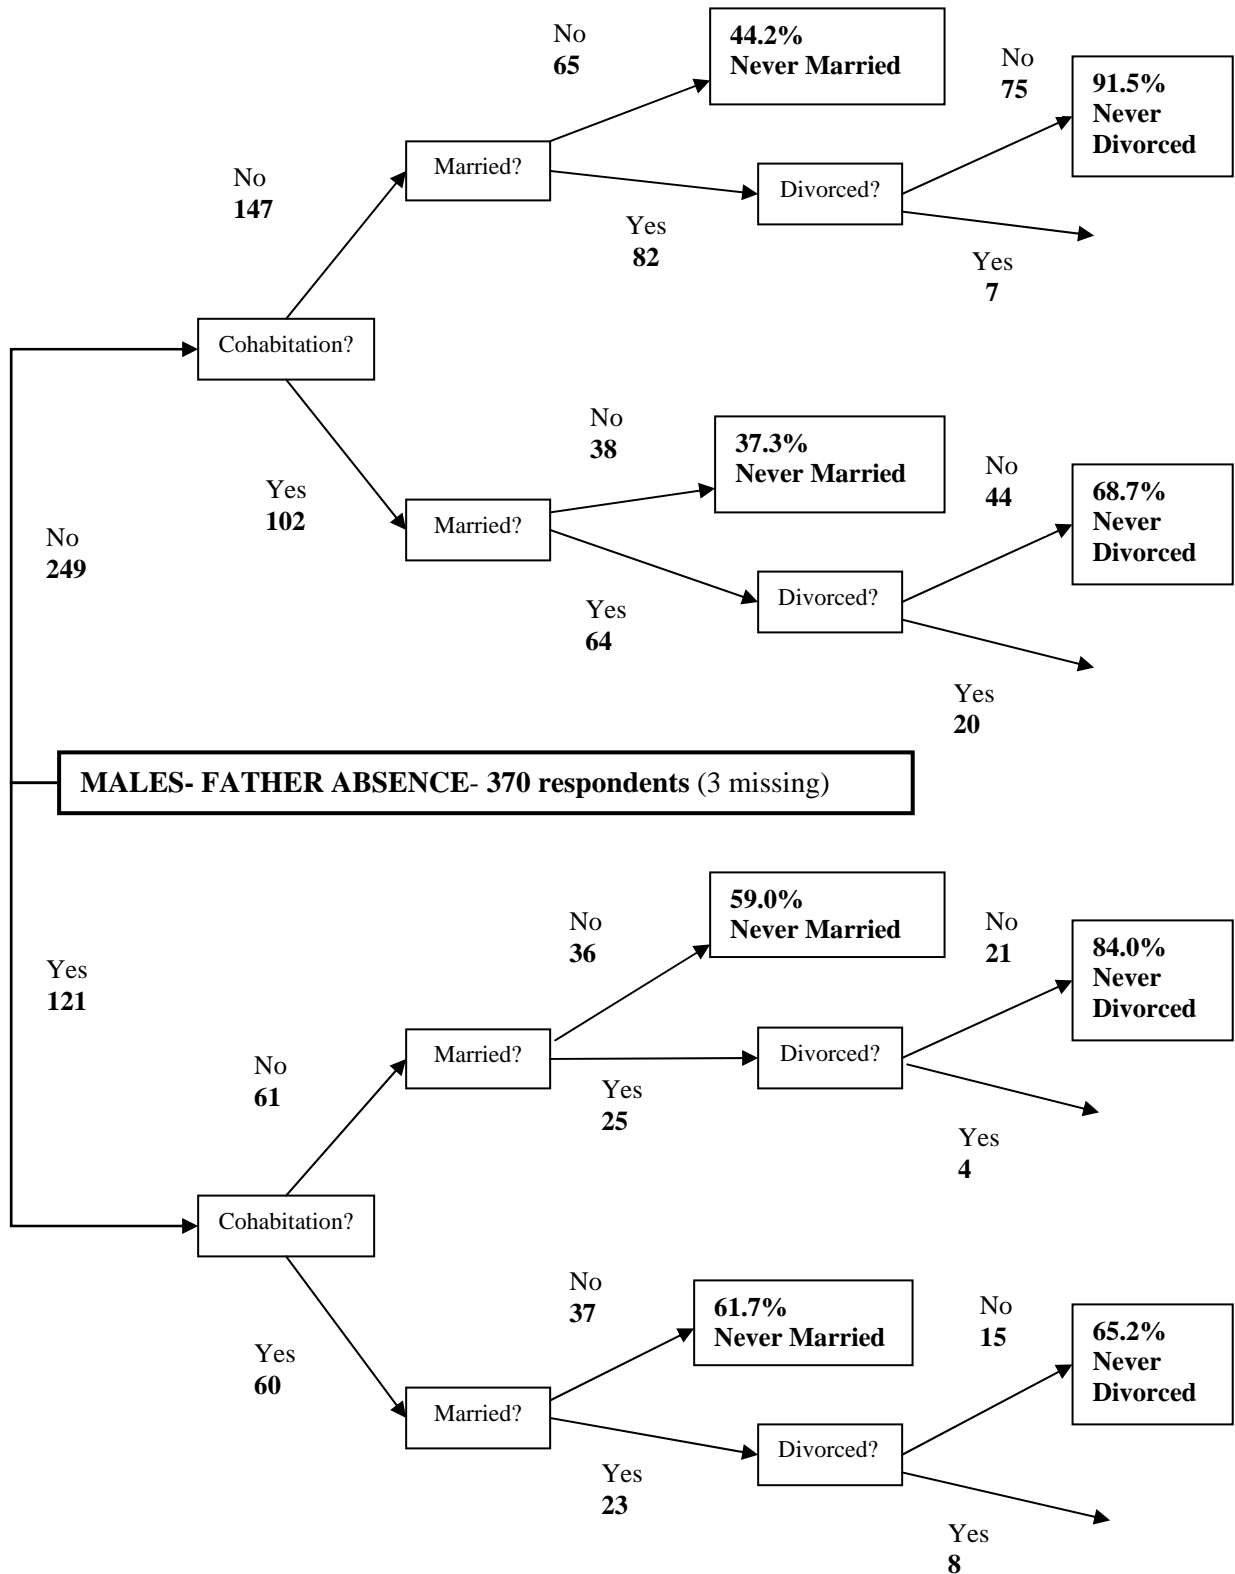 No
65
44.2%
Never Married
No
75
91.5%
Never
Divorced
Married?
No
147
Divorced?
Yes
82
Yes
7
Cohabitation?
No
38
37.3%
Never Married
No
44
68.7%
Never
Divorced
Yes
102
Married?
No
249
Yes
64
Divorced?
Yes
20
MALES- FATHER ABSENCE- 370 respondents (3 missing)
No
36
59.0%
Never Married
No
21
84.0%
Never
Divorced
Yes
121
Married?
Divorced?
No
61
Yes
25
Yes
4
Cohabitation?
No
37
61.7%
Never Married
No
15
65.2%
Never
Divorced
Yes
60
Married?
Divorced?
Yes
23
Yes
8